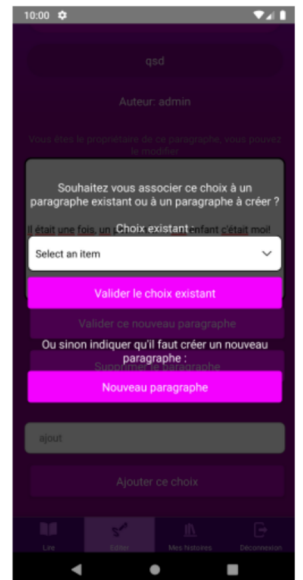 10:00
qsd
Auteur: admin
Vous êtes le propriétaire de ce paragraphe, vous pouvez
le modifier
Souhaitez vous associer ce choix à un
paragraphe existant ou à un paragraphe à créer ?
Il était une fois, un enfant c'était moi!
Choix existant :
Select an item
Valider le choix existant
Valider ce nouveau paragraphe
Ou sinon indiquer qu'il faut créer un nouveau
paragraphe :
Supprimer le paragraphe
Nouveau paragraphe
ajout
Ajouter ce choix
Lire
Editer
Mes histoires
Déconnexion